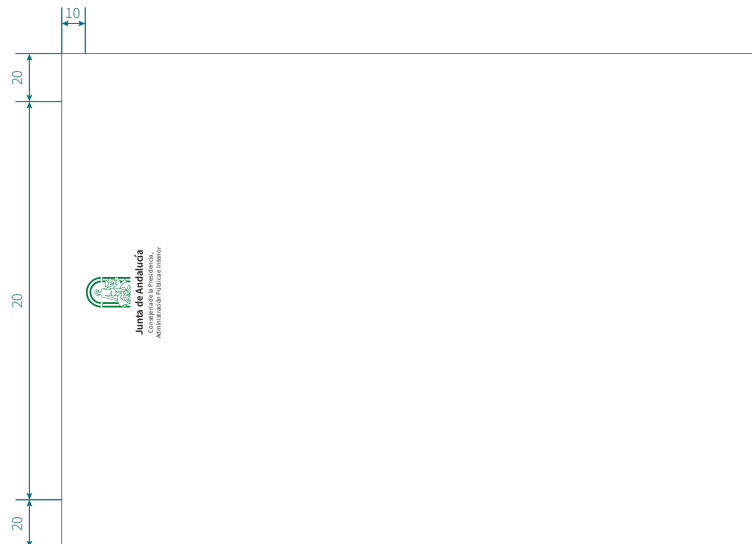 10
20
20
20
Junta de Andalucía
Consejería de la Presidencia,
Administración Pública e Interior